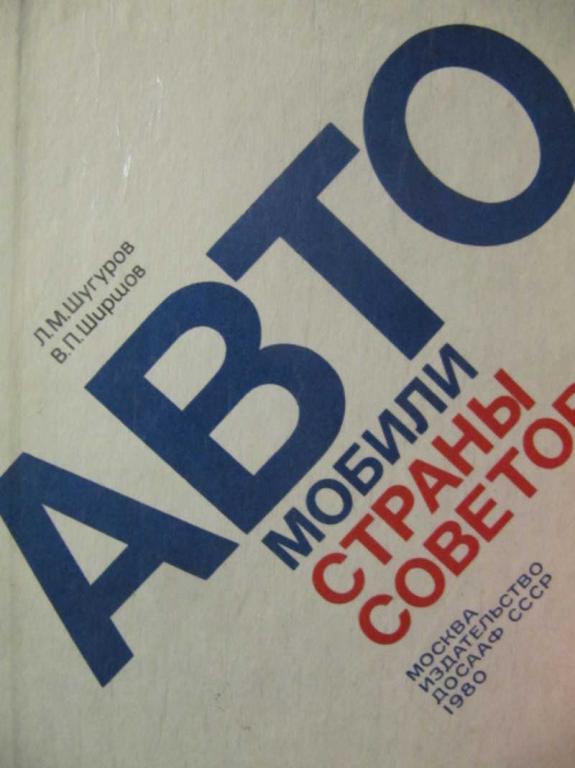 Л.М.Шугуров
В.П.Ширшов
АВТО
МОБИЛИ
СТРАНЫ
СОВЕТОВ
МОСКВА
ИЗДАТЕЛЬСТВО
ДОСААФ СССР
1980